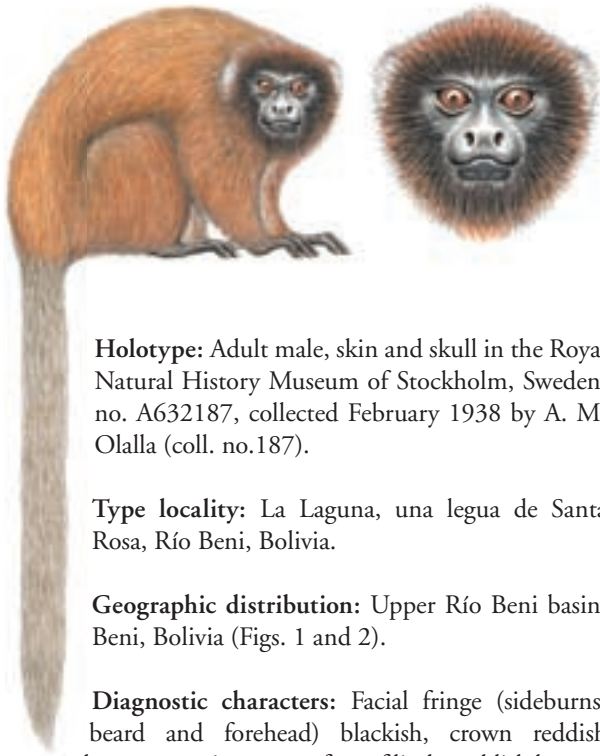 Holotype: Adult male, skin and skull in the Roya
Natural History Museum of Stockholm, Sweden
no. A632187, collected February 1938 by A. M
Olalla (coll. no.187).
Type locality: La Laguna, una legua de Santa
Rosa, Río Beni, Bolivia.
Geographic distribution: Upper Río Beni basin
Beni, Bolivia (Figs. 1 and 2).
Diagnostic characters: Facial fringe (sideburns
beard and forehead) blackish, crown reddish